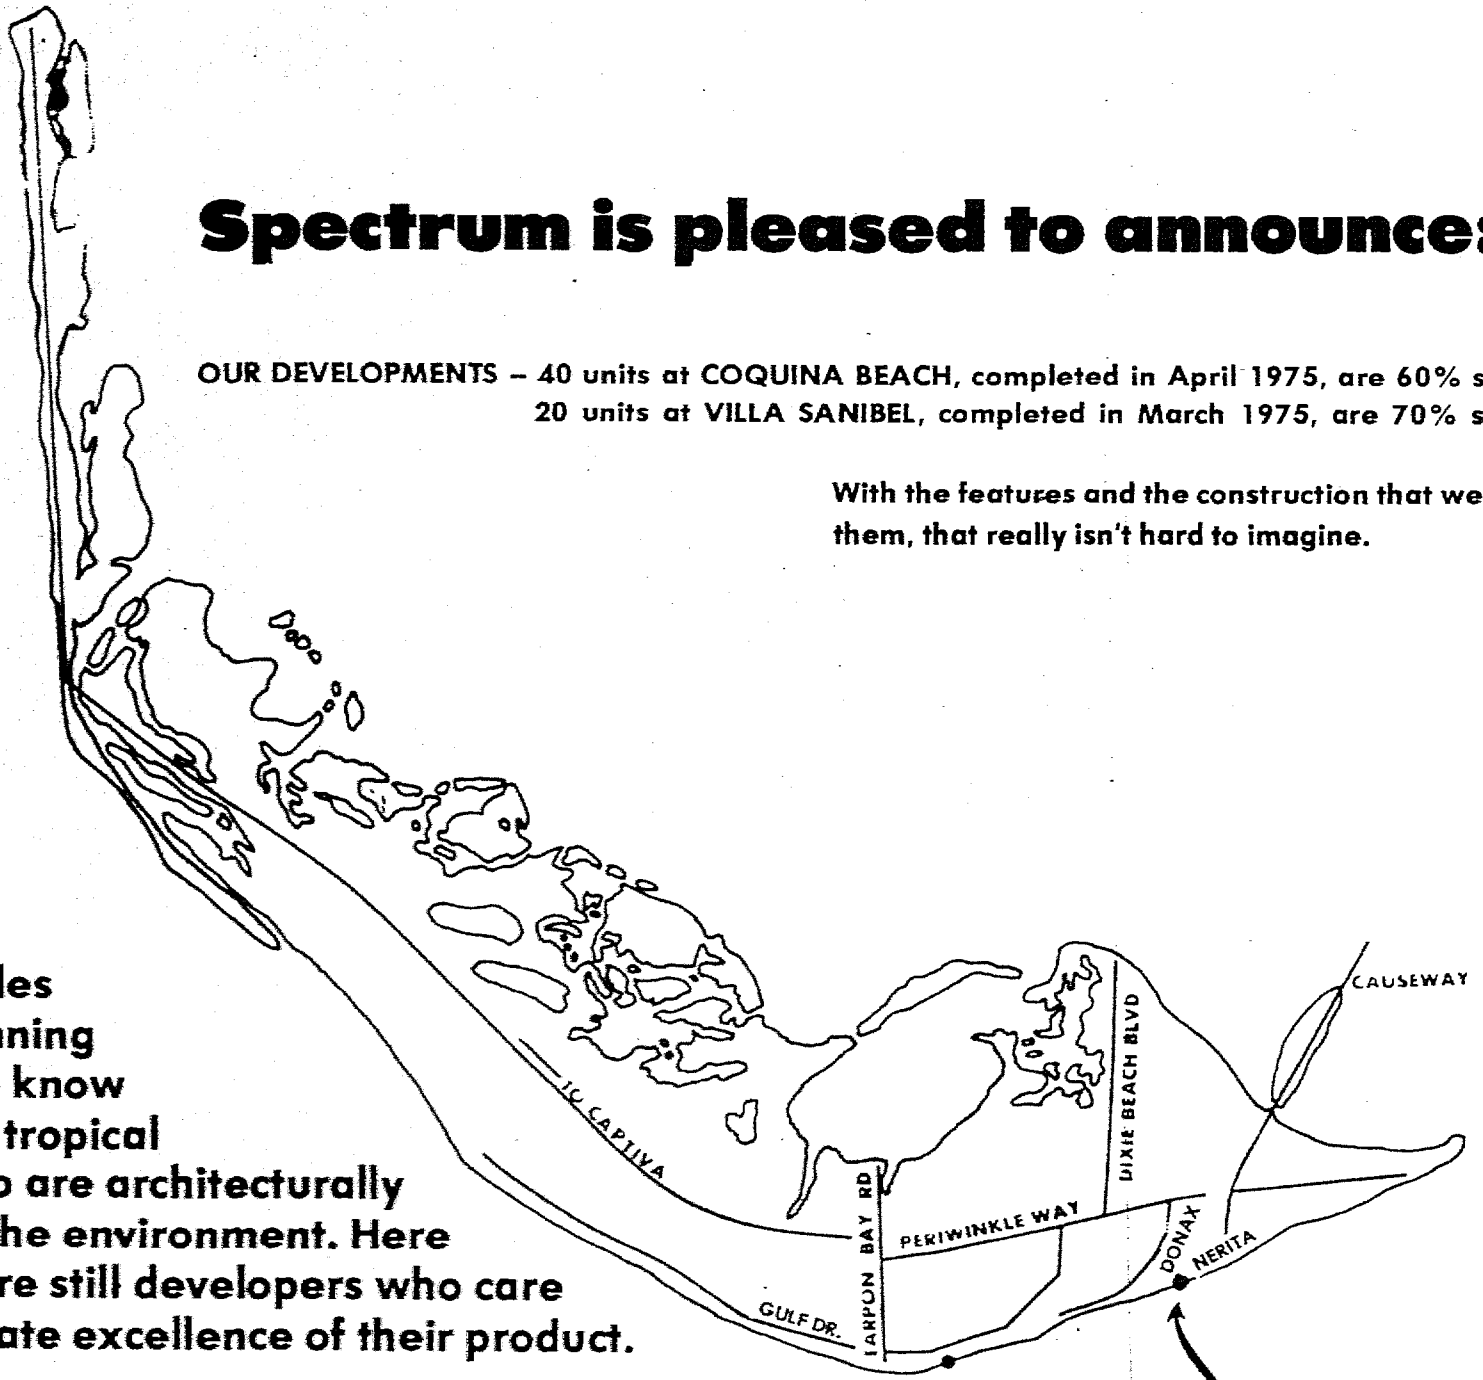 Spectrum is pleased to announce:
OUR DEVELOPMENTS – 40 units at COQUINA BEACH, completed in April 1975, are 60% s
20 units at VILLA SANIBEL, completed in March 1975, are 70% s
With the features and the construction that we
them, that really isn't hard to imagine.
CAUSEWAY
DIXIE BEACH BLVD
TO CAPTIVA
TARPON BAY RD
PERIWINKLE WAY
DONAX
NERITA
GULF DR.
les
nning
know
tropical
o are architecturally
he environment. Here
re still developers who care
ate excellence of their product.